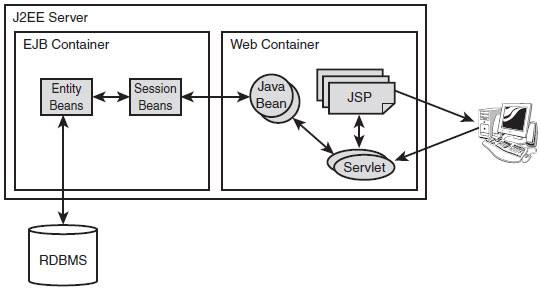 J2EE Server
EJB Container
Web Container
Entity
Beans
Session
Beans
Java
Bean
JSP
Servlet
RDBMS